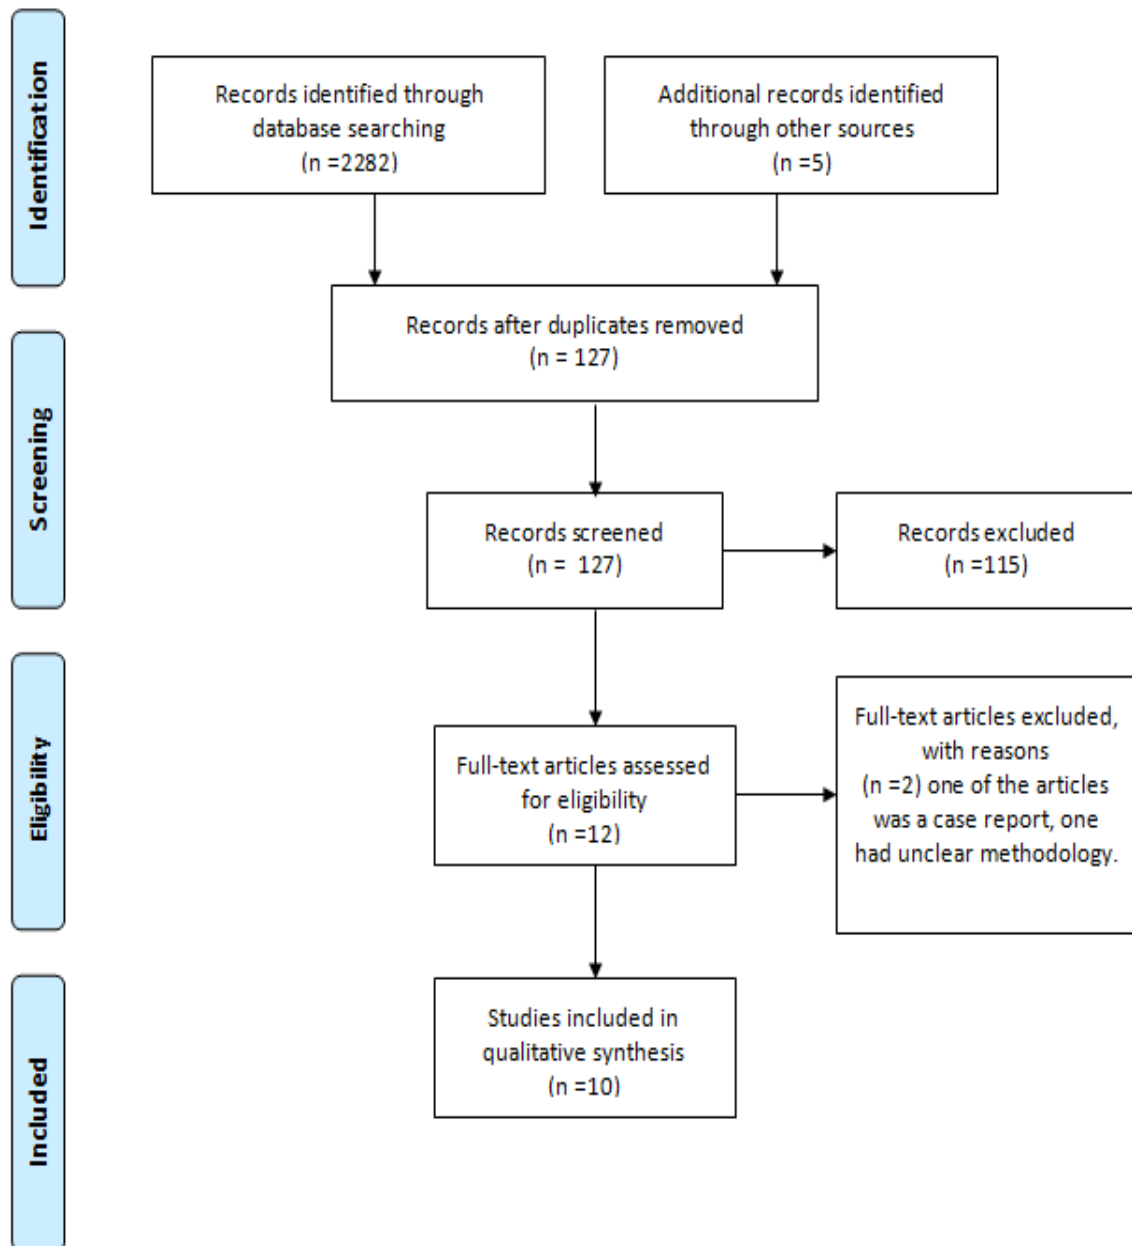 Identification
Records identified through
database searching
(n =2282)
Additional records identified
through other sources
(n =5)
Records after duplicates removed
(n = 127)
Screening
Records screened
(n =  127)
Records excluded
(n =115)
Eligibility
Full-text articles assessed
for eligibility
(n =12)
Full-text articles excluded,
with reasons
(n =2) one of the articles
was a case report, one
had unclear methodology.
Included
Studies included in
qualitative synthesis
(n =10)